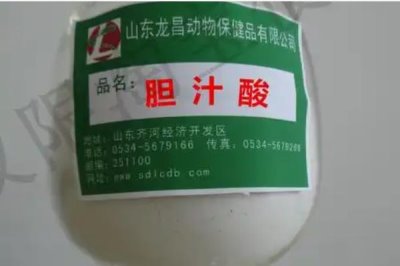 山东龙昌动物保健品有限公司
品名：
胆汁酸
地址：山东齐河经济开发区
电话：0534-5679166 传真：0534-5679268
邮编：251100
网址：www.sdlcdb.com